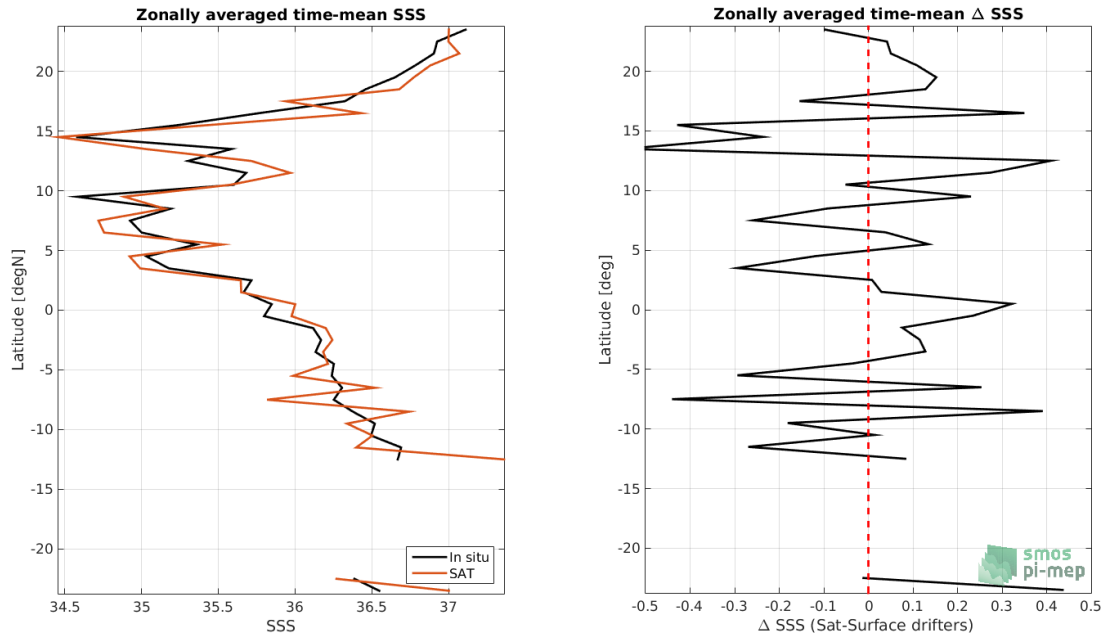 Zonally averaged time-mean SSS
Latitude [degN]
20
15
10
5
0
-5
-10
-15
-20
34.5 35 35.5 36 36.5 37
SSS
In situ
SAT
Zonally averaged time-mean Δ SSS
Latitude [deg]
20
15
10
5
0
-5
-10
-15
-20
-0.5 -0.4 -0.3 -0.2 -0.1 0 0.1 0.2 0.3 0.4 0.5
Δ SSS (Sat-Surface drifters)
smos
pi-mep